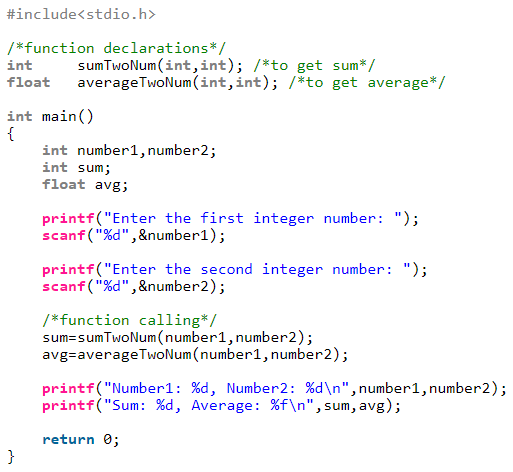 #include<stdio.h>
/*function declarations*/
int     sumTwoNum(int,int); /*to get sum*/
float   averageTwoNum(int,int); /*to get average*/
int main()
{
    int number1,number2;
    int sum;
    float avg;
    printf("Enter the first integer number: ");
    scanf("%d",&number1);
    printf("Enter the second integer number: ");
    scanf("%d",&number2);
    /*function calling*/
    sum=sumTwoNum(number1,number2);
    avg=averageTwoNum(number1,number2);
    printf("Number1: %d, Number2: %d\n",number1,number2);
    printf("Sum: %d, Average: %f\n",sum,avg);
    return 0;
}